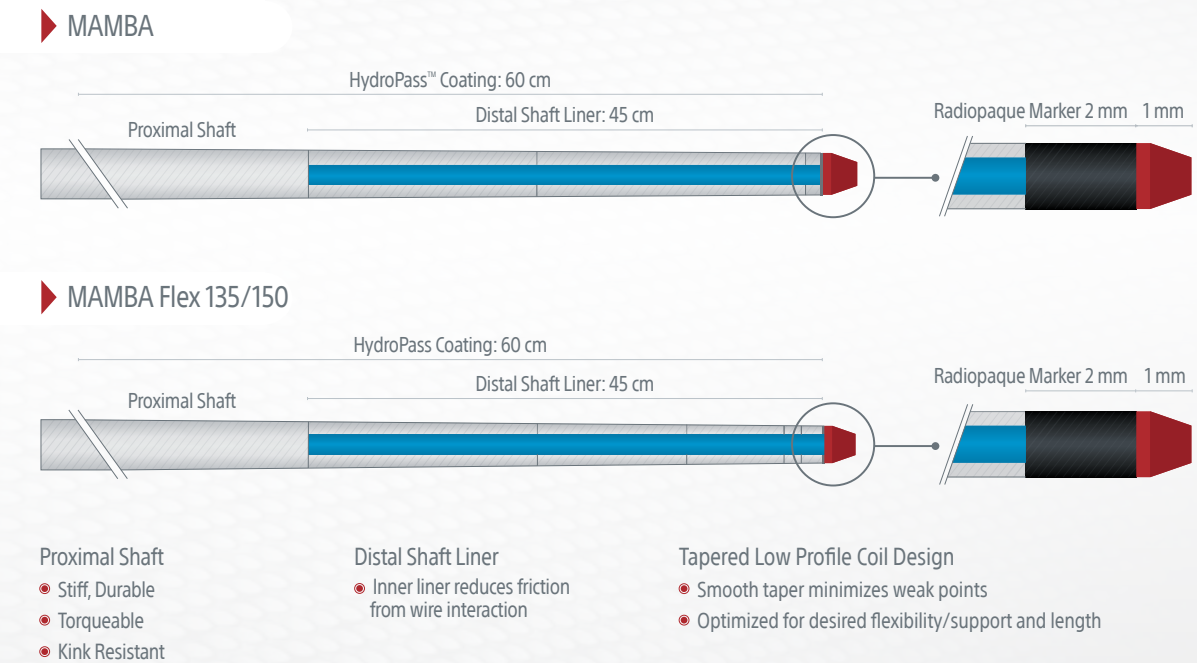 MAMBA
HydroPass™ Coating: 60 cm
Distal Shaft Liner: 45 cm
Proximal Shaft
Radiopaque Marker 2 mm 1 mm
MAMBA Flex 135/150
HydroPass Coating: 60 cm
Distal Shaft Liner: 45 cm
Proximal Shaft
Radiopaque Marker 2 mm 1 mm
Proximal Shaft
Stiff, Durable
Torqueable
Kink Resistant
Distal Shaft Liner
Inner liner reduces friction
from wire interaction
Tapered Low Profile Coil Design
Smooth taper minimizes weak points
Optimized for desired flexibility/support and length